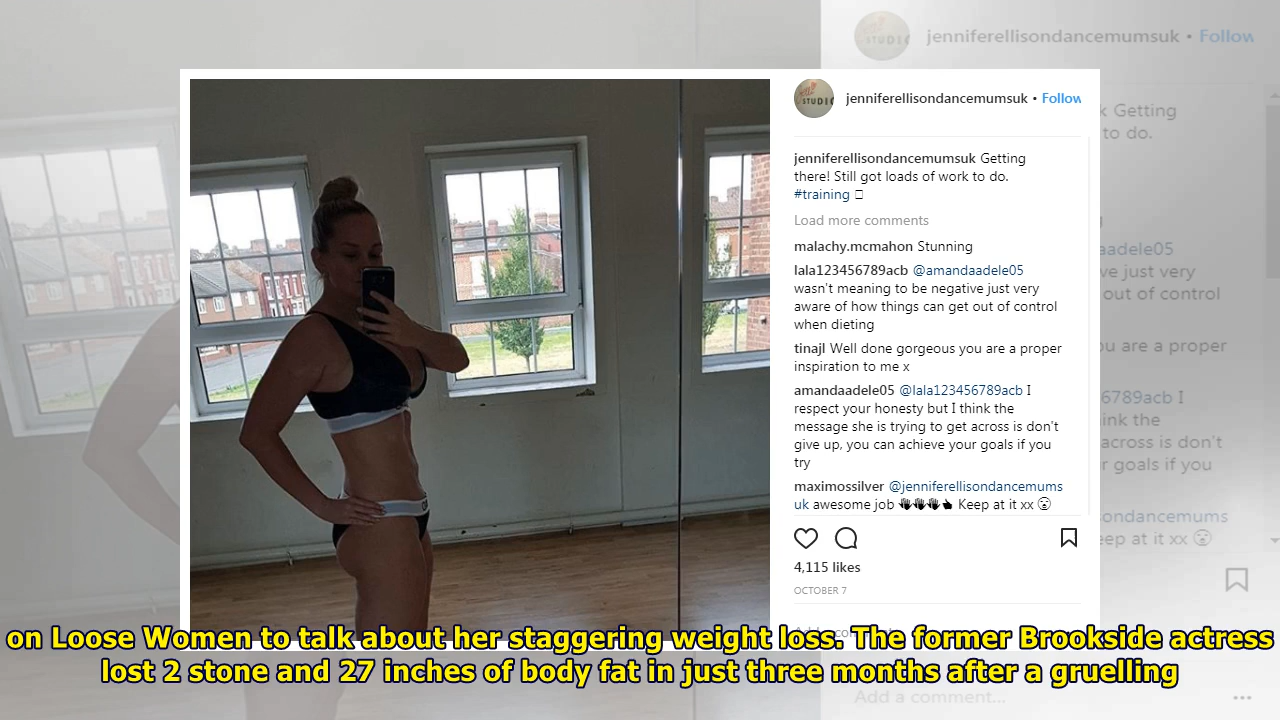 STUDIO
jenniferellisondancemumsuk • Follow
jenniferellisondancemumsuk • Follow
jenniferellisondancemumsuk Getting
there! Still got loads of work to do.
#training
Load more comments
malachy.mcmahon Stunning
lala123456789acb @amandaadele05
wasn't meaning to be negative just very
aware of how things can get out of control
when dieting
tinajl Well done gorgeous you are a proper
inspiration to me x
amandaadele05 @lala123456789acb I
respect your honesty but I think the
message she is trying to get across is don't
give up, you can achieve your goals if you
try
maximossilver @jenniferellisondancemums
uk awesome job 👋👋👋👍 Keep at it xx 😘
4,115 likes
OCTOBER 7
on Loose Women to talk about her staggering weight loss. The former Brookside actress
lost 2 stone and 27 inches of body fat in just three months after a gruelling
Add a comment...